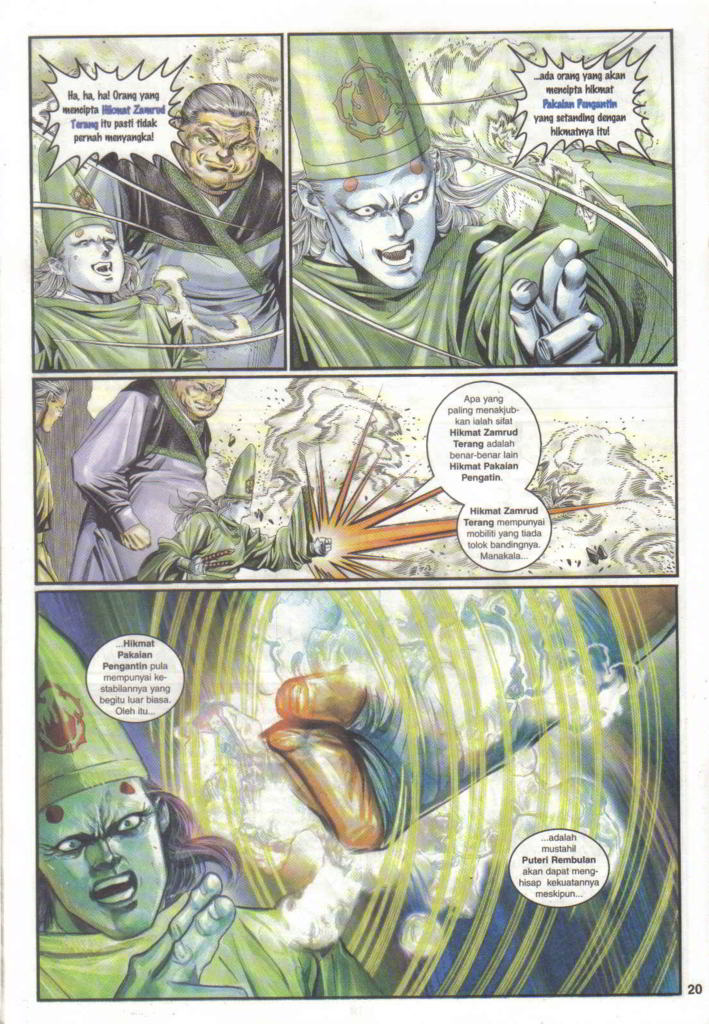 Ha, ha, ha! Orang yang
mencipta Hikmat Zamrud
Terang itu pasti tidak
pernah menyangka!
...ada orang yang akan
mencipta hikmat
Pakaian Pengantin
yang setanding dengan
hikmatnya itu!
Apa yang
paling menakjub-
kan ialah sifat
Hikmat Zamrud
Terang adalah
benar-benar lain
Hikmat Pakaian
Pengatin.
Hikmat Zamrud
Terang mempunyai
mobiliti yang tiada
tolok bandingnya.
Manakala...
...Hikmat
Pakaian
Pengantin pula
mempunyai ke-
stabilannya yang
begitu luar biasa.
Oleh itu...
...adalah
mustahil
Puteri Rembulan
akan dapat meng-
hisap kekuatannya
meskipun...
20